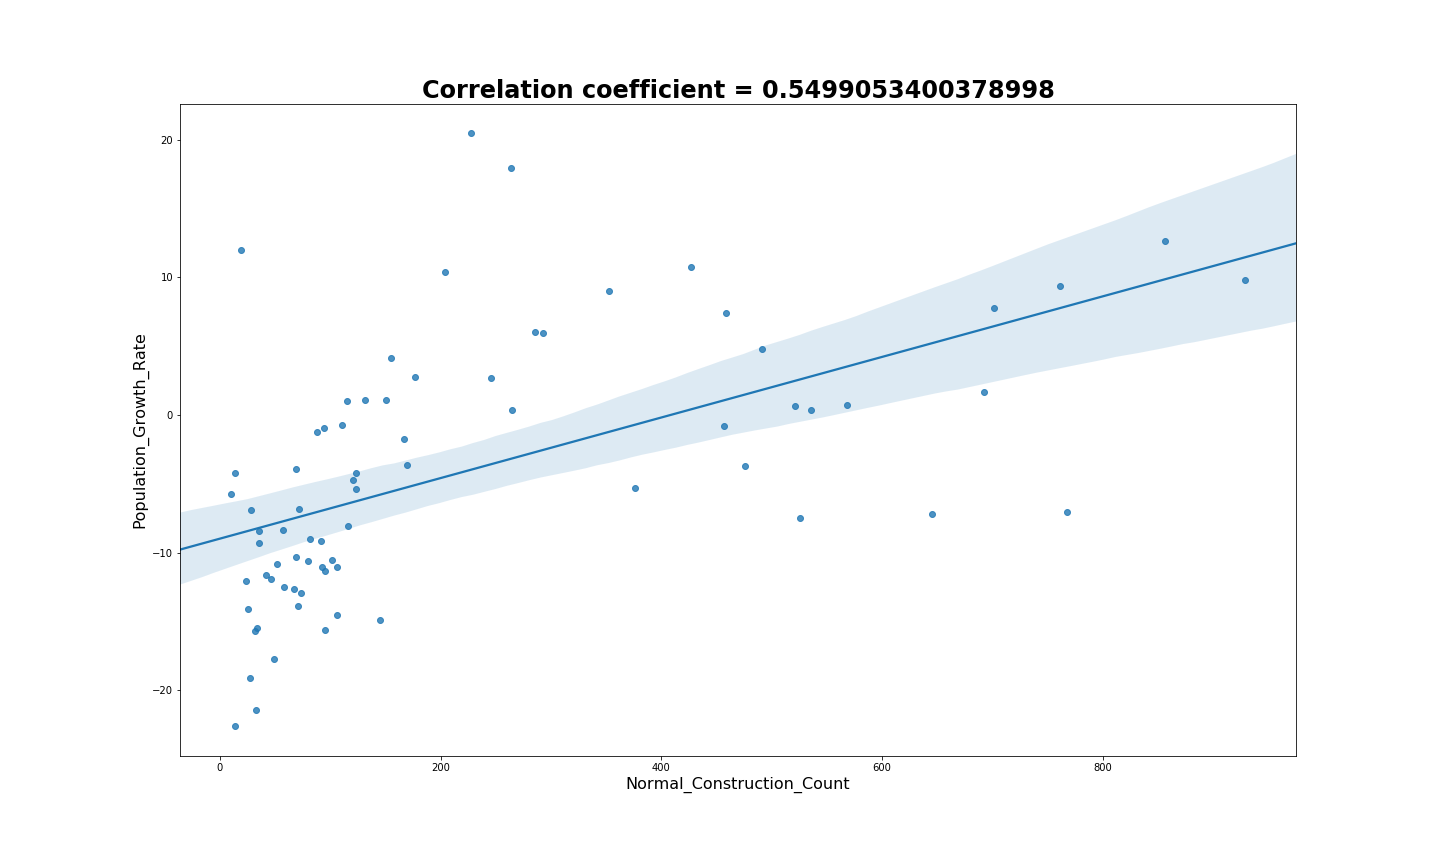 Correlation coefficient = 0.5499053400378998
20
10
0
−10
−20
Population_Growth_Rate
0 200 400 600 800
Normal_Construction_Count